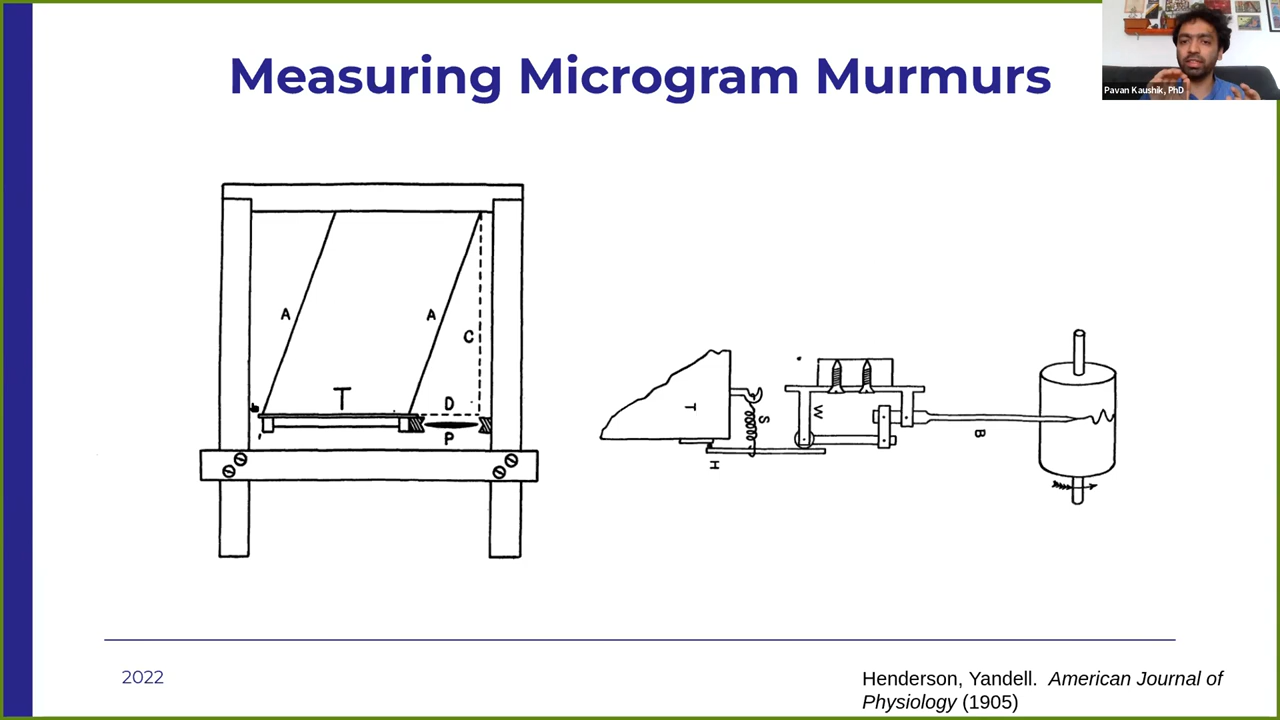 Measuring Microgram Murmurs
Pavan Kaushik, PhD
A
A
C
T
D
P
T
S
H
W
B
2022
Henderson, Yandell. American Journal of
Physiology (1905)